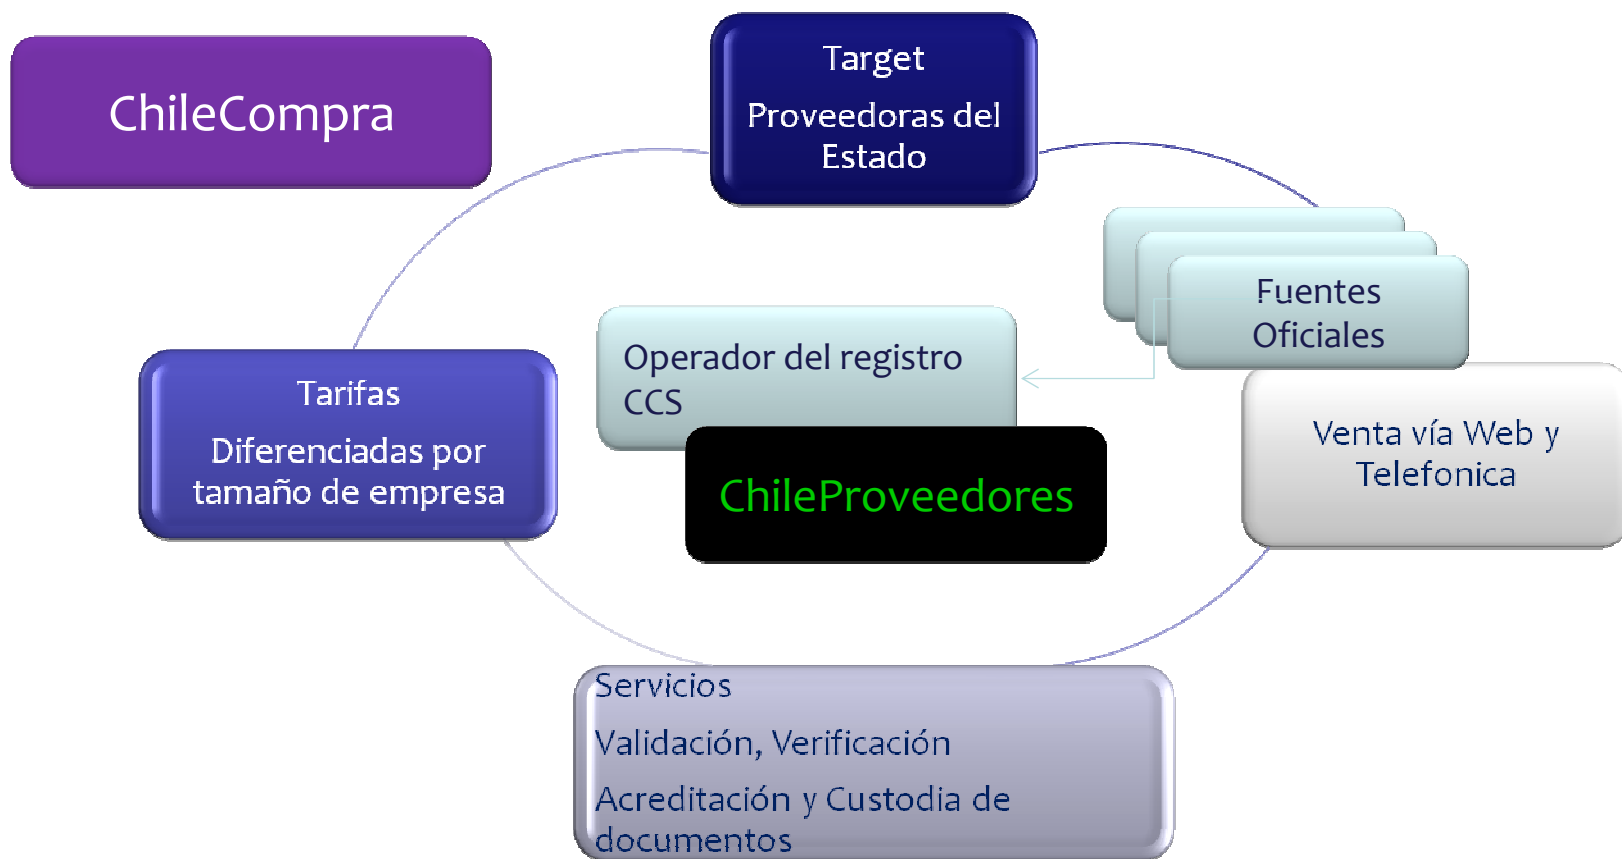 ChileCompra
Target
Proveedoras del
Estado
Fuentes
Oficiales
Operador del registro
CCS
Tarifas
Diferenciadas por
tamaño de empresa
Venta vía Web y
Telefonica
ChileProveedores
Servicios
Validación, Verificación
Acreditación y Custodia de
documentos